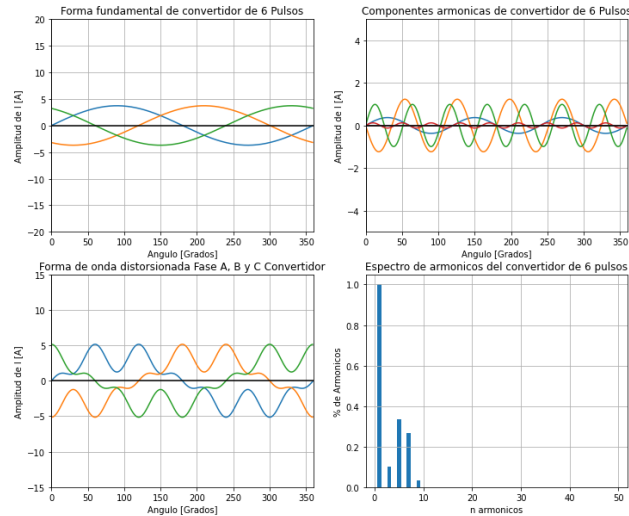 Forma fundamental de convertidor de 6 Pulsos
20
15
10
5
0
−5
−10
−15
−20
Amplitud de I [A]
0 50 100 150 200 250 300 350
Angulo [Grados]
Componentes armonicas de convertidor de 6 Pulsos
4
2
0
−2
−4
Amplitud de I [A]
0 50 100 150 200 250 300 350
Angulo [Grados]
Forma de onda distorsionada Fase A, B y C Convertidor
15
10
5
0
−5
−10
−15
Amplitud de I [A]
0 50 100 150 200 250 300 350
Angulo [Grados]
Espectro de armonicos del convertidor de 6 pulsos
1.0
0.8
0.6
0.4
0.2
0.0
% de Armonicos
0 10 20 30 40 50
n armonicos